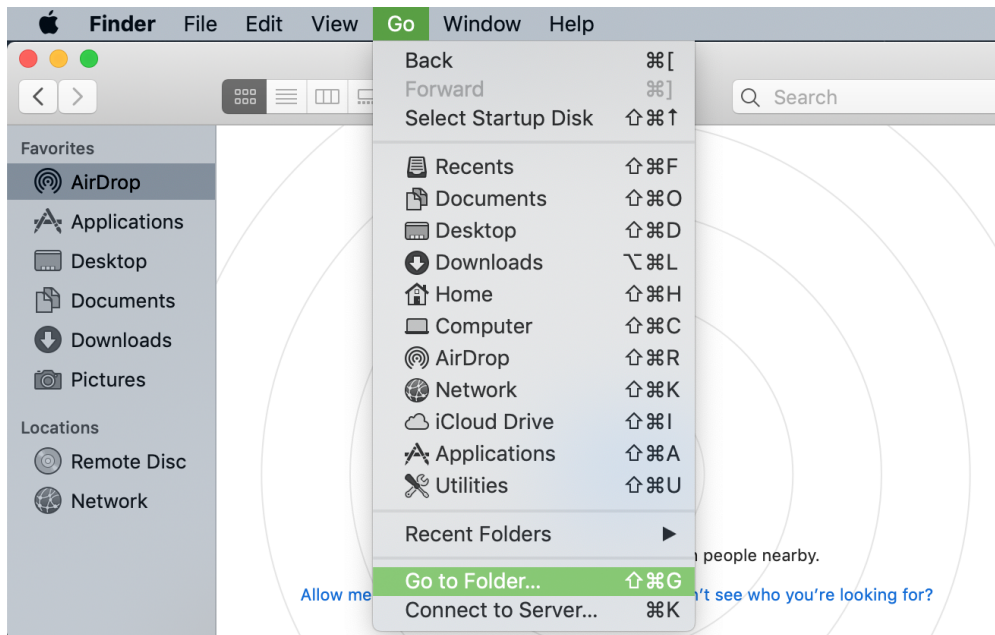 Finder File Edit View Go Window Help
Back ⌘[
Forward ⌘]
Select Startup Disk ⇧⌘↑
Search
Favorites
AirDrop
Applications
Desktop
Documents
Downloads
Pictures
Locations
Remote Disc
Network
Recents ⇧⌘F
Documents ⇧⌘O
Desktop ⇧⌘D
Downloads ⌥⌘L
Home ⇧⌘H
Computer ⇧⌘C
AirDrop ⇧⌘R
Network ⇧⌘K
iCloud Drive ⇧⌘I
Applications ⇧⌘A
Utilities ⇧⌘U
Recent Folders ▶
Go to Folder... ⇧⌘G
Connect to Server... ⌘K
people nearby.
Allow me
't see who you're looking for?